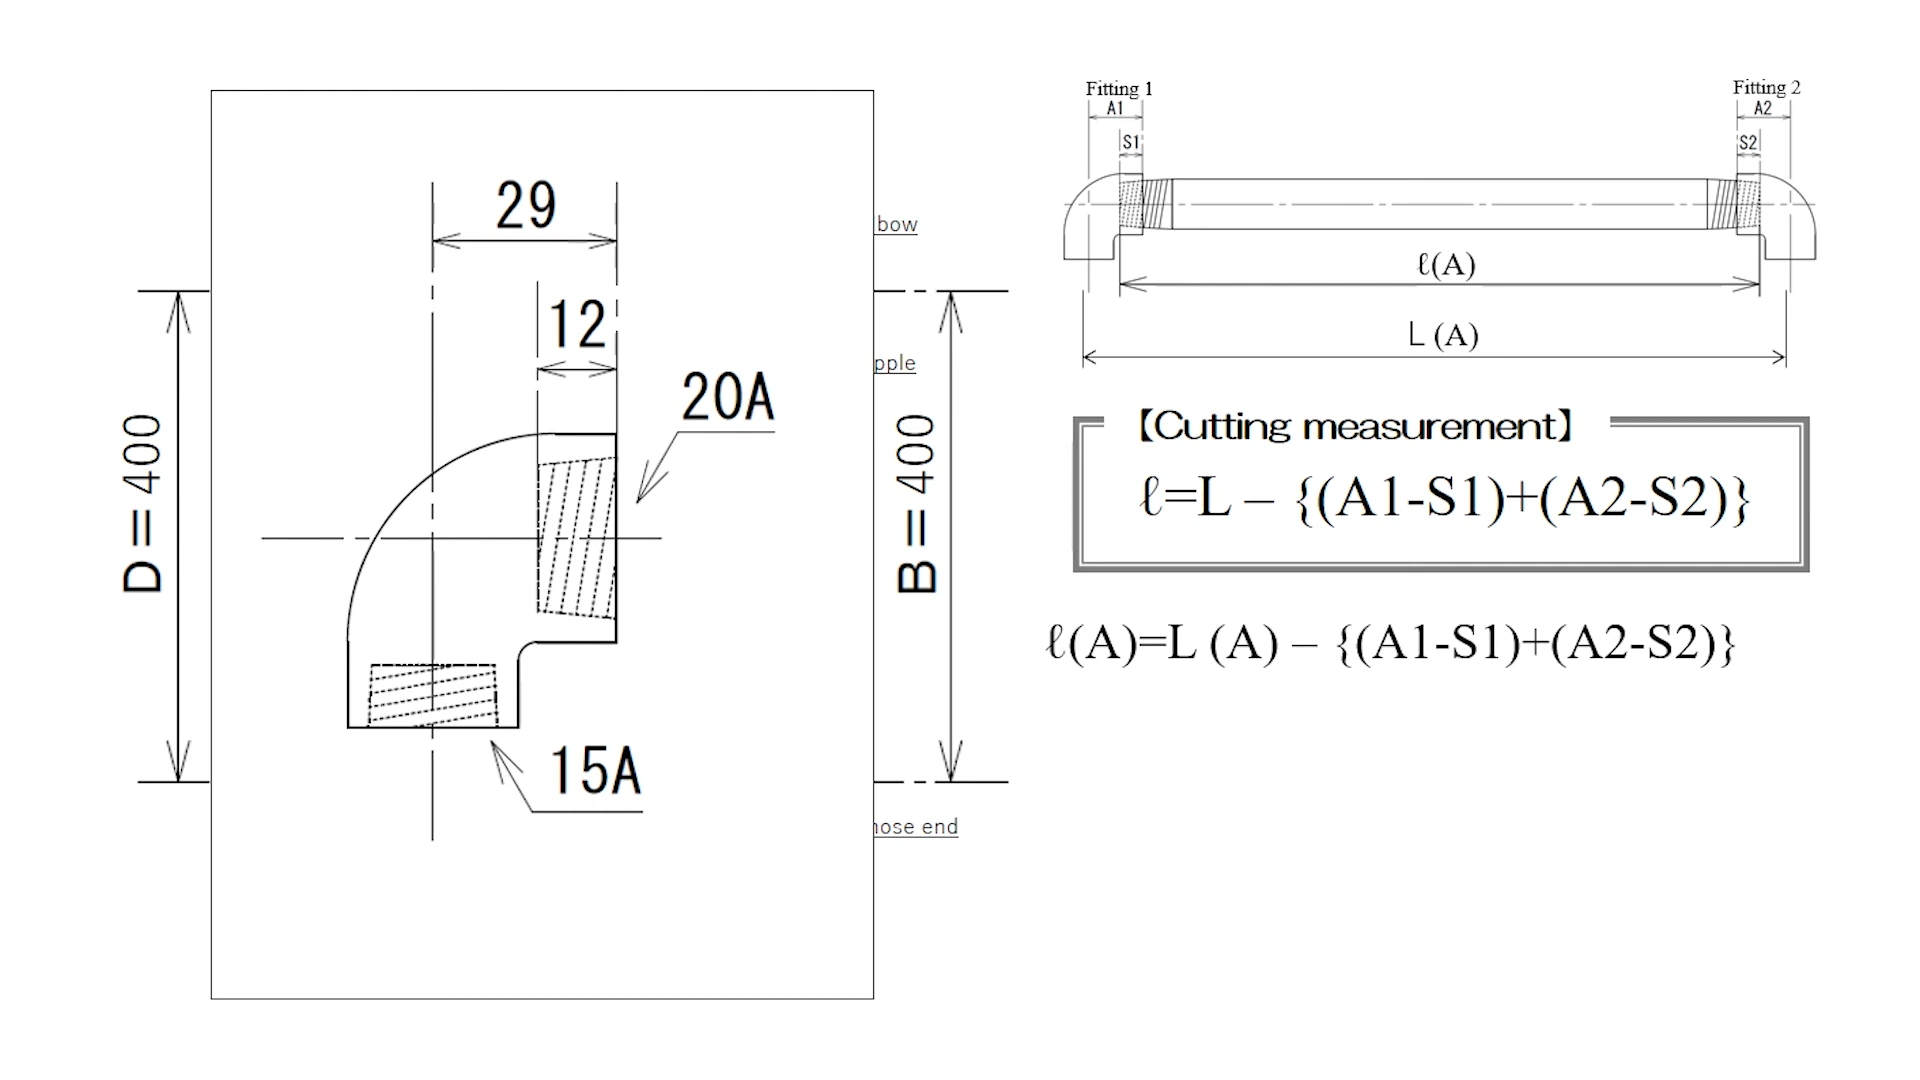 29
12
20A
15A
D=400
B=400
bow
pple
hose end
Fitting 1
A1
S1
Fitting 2
A2
S2
ℓ(A)
L (A)
【Cutting measurement】
ℓ=L – {(A1-S1)+(A2-S2)}
ℓ(A)=L (A) – {(A1-S1)+(A2-S2)}